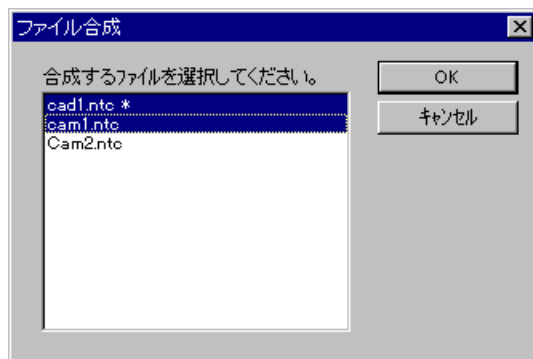 ファイル合成
合成するファイルを選択してください。
cad1.ntc *
cam1.ntc
Cam2.ntc
OK
キャンセル